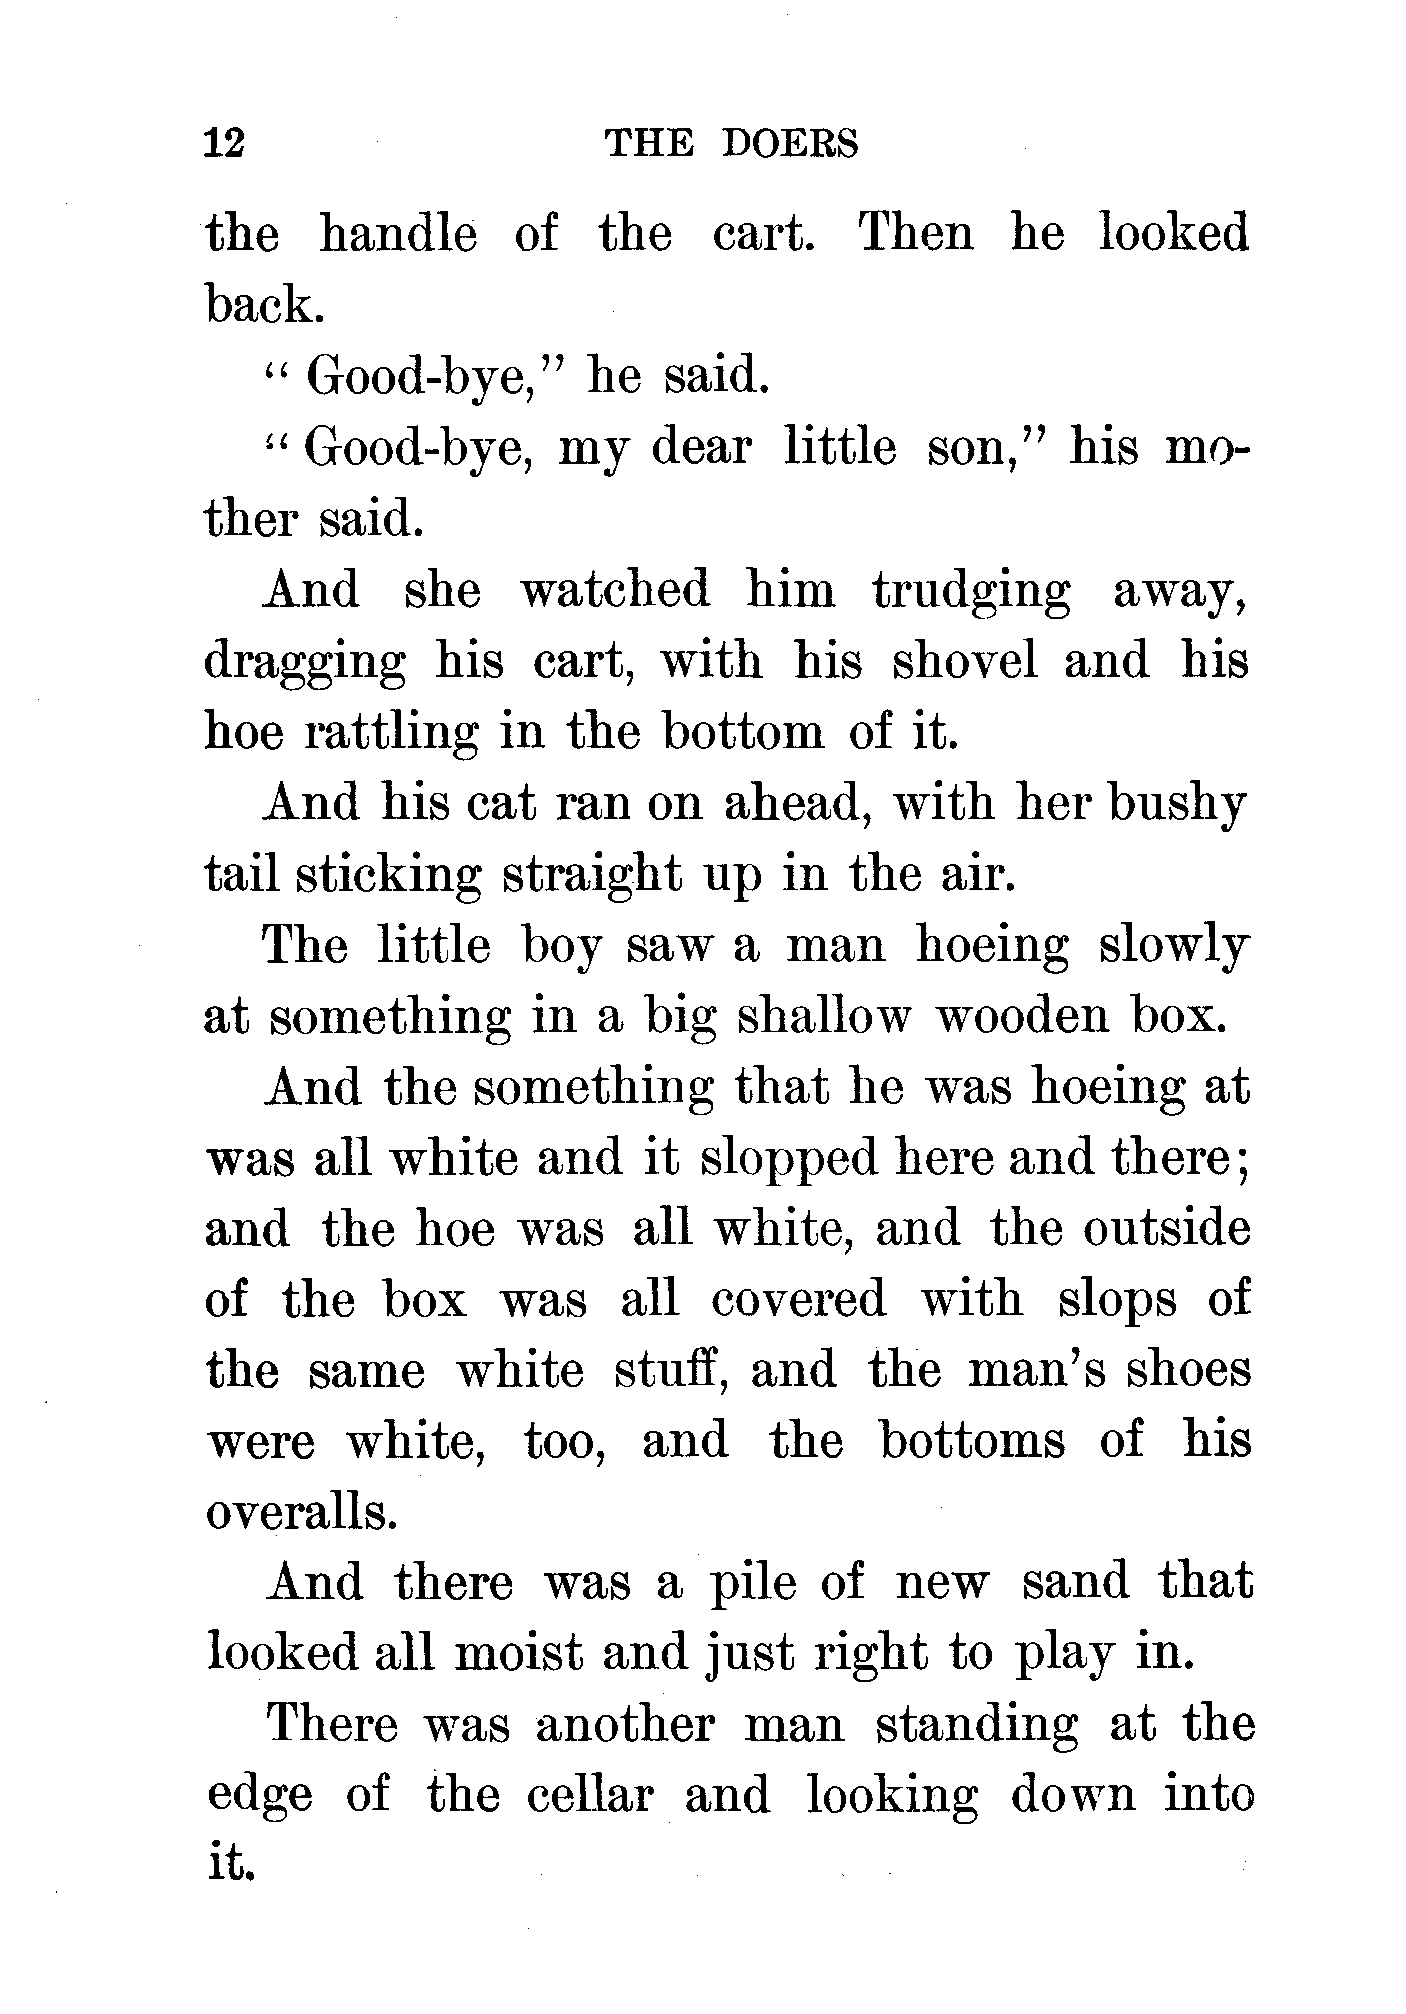 12 THE DOERS
the handle of the cart. Then he looked
back.
" Good-bye," he said.
" Good-bye, my dear little son," his mo-
ther said.
And she watched him trudging away,
dragging his cart, with his shovel and his
hoe rattling in the bottom of it.
And his cat ran on ahead, with her bushy
tail sticking straight up in the air.
The little boy saw a man hoeing slowly
at something in a big shallow wooden box.
And the something that he was hoeing at
was all white and it slopped here and there;
and the hoe was all white, and the outside
of the box was all covered with slops of
the same white stuff, and the man's shoes
were white, too, and the bottoms of his
overalls.
And there was a pile of new sand that
looked all moist and just right to play in.
There was another man standing at the
edge of the cellar and looking down into
it.